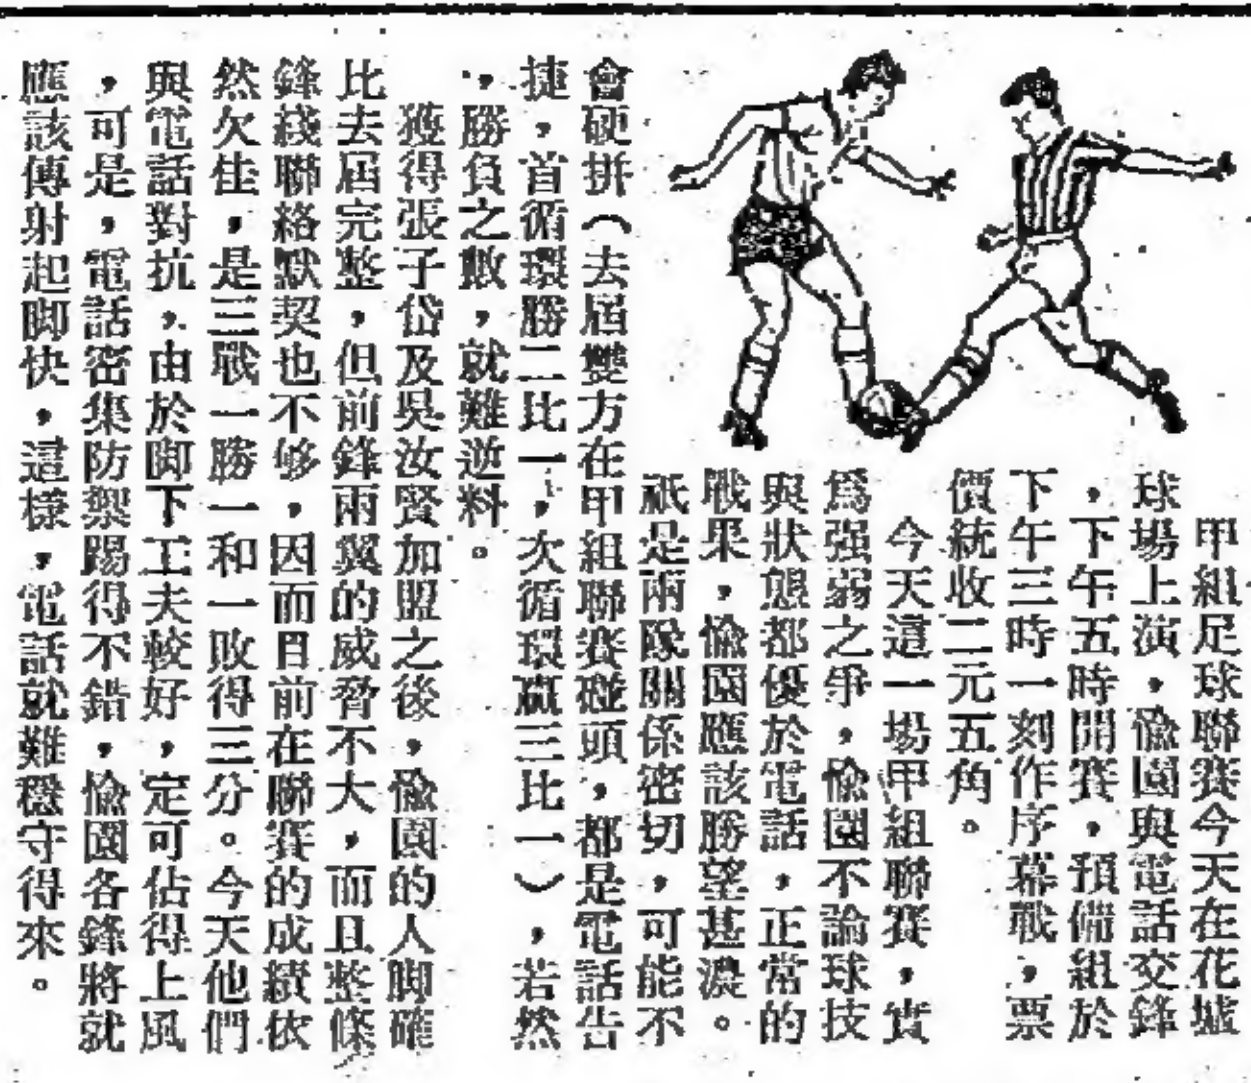 甲組足球聯賽今天在花墟
球場上演，愉園與電話交鋒
，下午五時開賽，預備組於
下午三時一刻作序幕戰，票
價統收二元五角。
今天這一場甲組聯賽，實
爲强弱之爭，愉園不論球技
與狀態都優於電話，正常的
戰果，愉園應該勝望甚濃。
祇是兩隊關係密切，可能不
會硬拼（去屆雙方在甲組聯賽碰頭，都是電話告
捷，首循環勝二比一，次循環贏三比一），若然
，勝負之數，就難逆料。
獲得張子岱及吳汝賢加盟之後，愉園的人脚確
比去屆完整，但前鋒兩翼的威脅不大，而且整條
鋒綫聯絡默契也不够，因而目前在聯賽的成績依
然欠佳，是三戰一勝一和一敗得三分。今天他們
與電話對抗，由於脚下工夫較好，定可佔得上風
，可是，電話密集防禦踢得不錯，愉園各鋒將就
應該傳射起脚快，這樣，電話就難穩守得來。